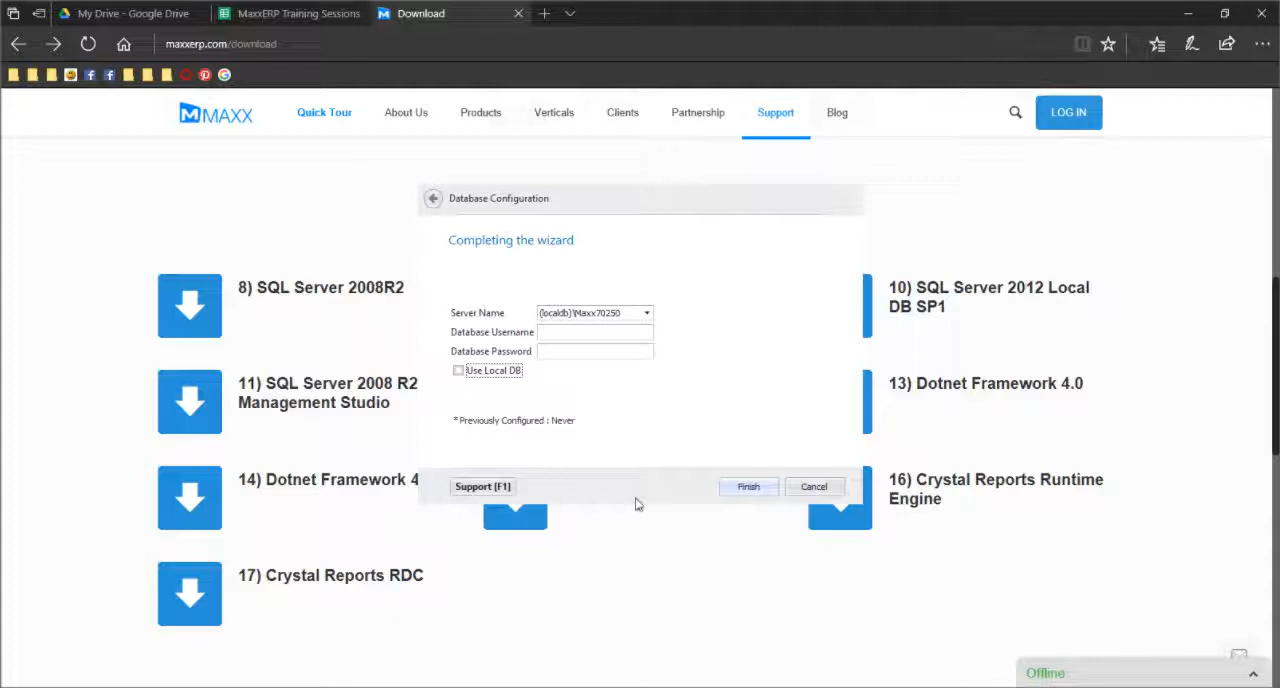 My Drive - Google Drive
MaxxERP Training Sessions
Download
maxxerp.com/download
MAXX
Quick Tour
About Us
Products
Verticals
Clients
Partnership
Support
Blog
LOG IN
Database Configuration
Completing the wizard
Server Name
(localdb)\Maxx70250
Database Username
Database Password
Use Local DB
* Previously Configured : Never
Support [F1]
Finish
Cancel
8) SQL Server 2008R2
10) SQL Server 2012 Local
DB SP1
11) SQL Server 2008 R2
Management Studio
13) Dotnet Framework 4.0
14) Dotnet Framework 4
16) Crystal Reports Runtime
Engine
17) Crystal Reports RDC
Offline